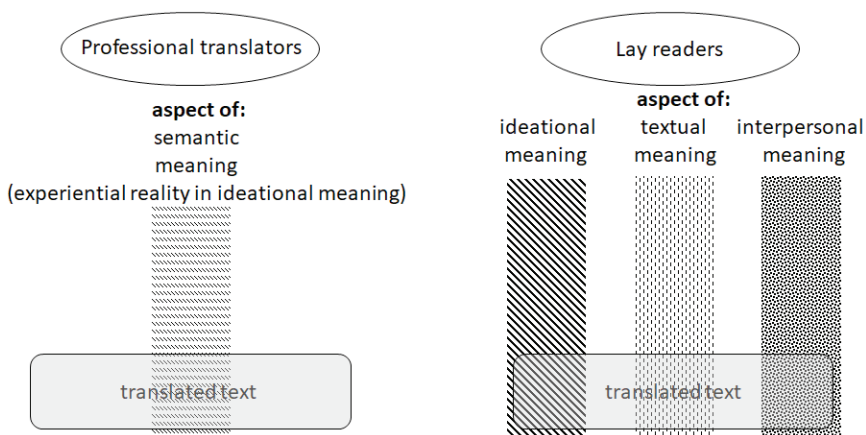 Professional translators
aspect of:
semantic
meaning
(experiential reality in ideational meaning)
translated text
Lay readers
aspect of:
ideational
meaning
textual
meaning
interpersonal
meaning
translated text